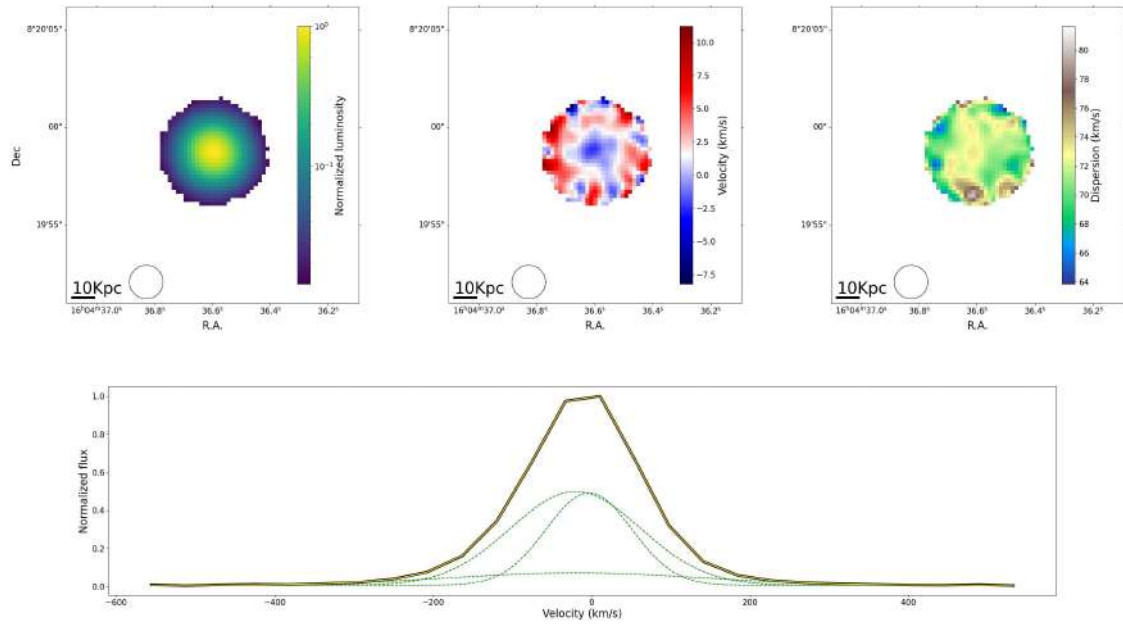 8°20'05"
00"
19'55"
Dec
10⁰
10⁻¹
Normalized luminosity
10Kpc
16ʰ04ᵐ37.0ˢ 36.8ˢ 36.6ˢ 36.4ˢ 36.2ˢ
R.A.
8°20'05"
00"
19'55"
10.0
7.5
5.0
2.5
0.0
−2.5
−5.0
−7.5
Velocity (km/s)
10Kpc
16ʰ04ᵐ37.0ˢ 36.8ˢ 36.6ˢ 36.4ˢ 36.2ˢ
R.A.
8°20'05"
00"
19'55"
80
78
76
74
72
70
68
66
64
Dispersion (km/s)
10Kpc
16ʰ04ᵐ37.0ˢ 36.8ˢ 36.6ˢ 36.4ˢ 36.2ˢ
R.A.
1.0
0.8
0.6
0.4
0.2
0.0
Normalized flux
−600 −400 −200 0 200 400
Velocity (km/s)